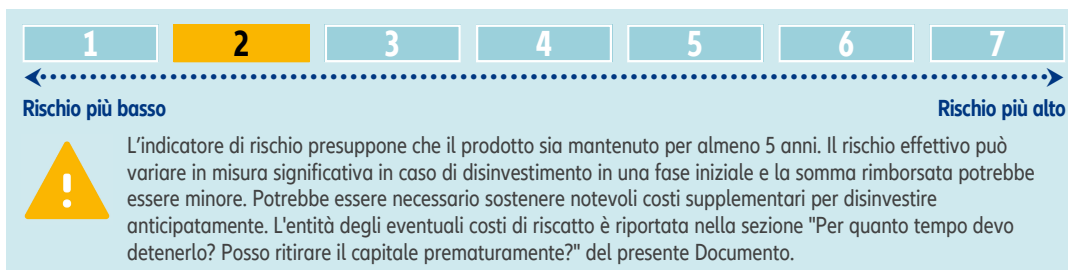 1 2 3 4 5 6 7
Rischio più basso Rischio più alto
L'indicatore di rischio presuppone che il prodotto sia mantenuto per almeno 5 anni. Il rischio effettivo può
variare in misura significativa in caso di disinvestimento in una fase iniziale e la somma rimborsata potrebbe
essere minore. Potrebbe essere necessario sostenere notevoli costi supplementari per disinvestire
anticipatamente. L'entità degli eventuali costi di riscatto è riportata nella sezione "Per quanto tempo devo
detenerlo? Posso ritirare il capitale prematuramente?" del presente Documento.